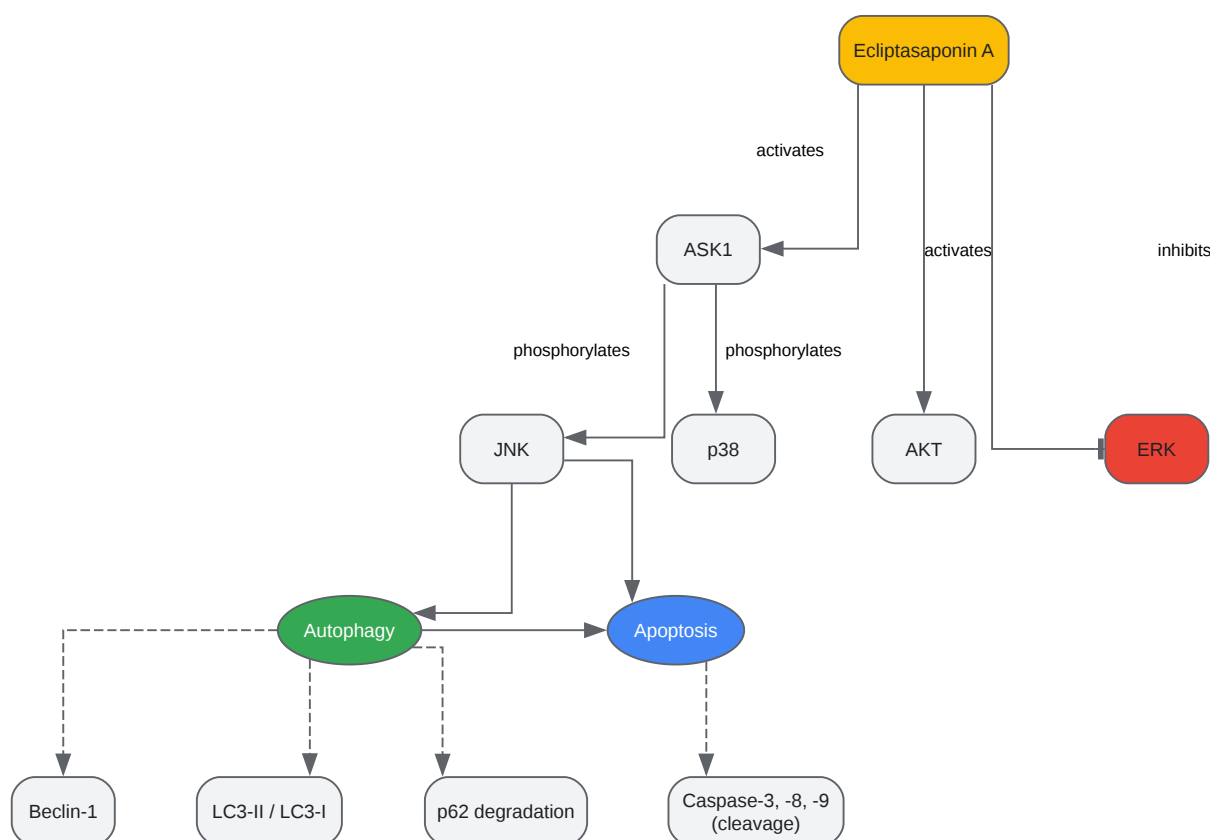 Ecliptasaponin A
activates
ASK1
activates
inhibits
phosphorylates
phosphorylates
JNK
p38
AKT
ERK
Autophagy
Apoptosis
Beclin-1
LC3-II / LC3-I
p62 degradation
Caspase-3, -8, -9
(cleavage)